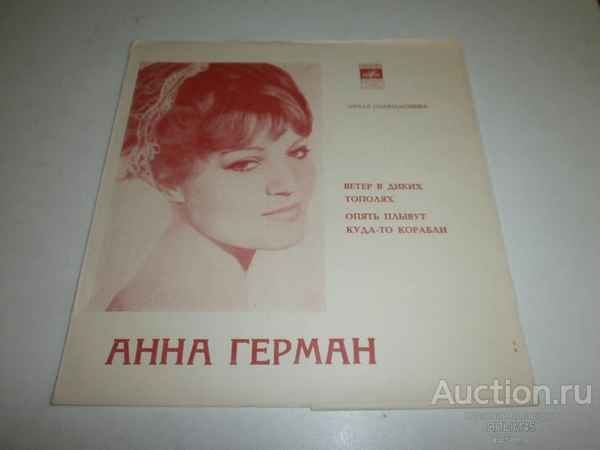 ВЕТЕР В ДИКИХ
ТОПОЛЯХ
ОПЯТЬ ПЛЫВУТ
КУДА-ТО КОРАБЛИ
АННА ГЕРМАН
Auction.ru